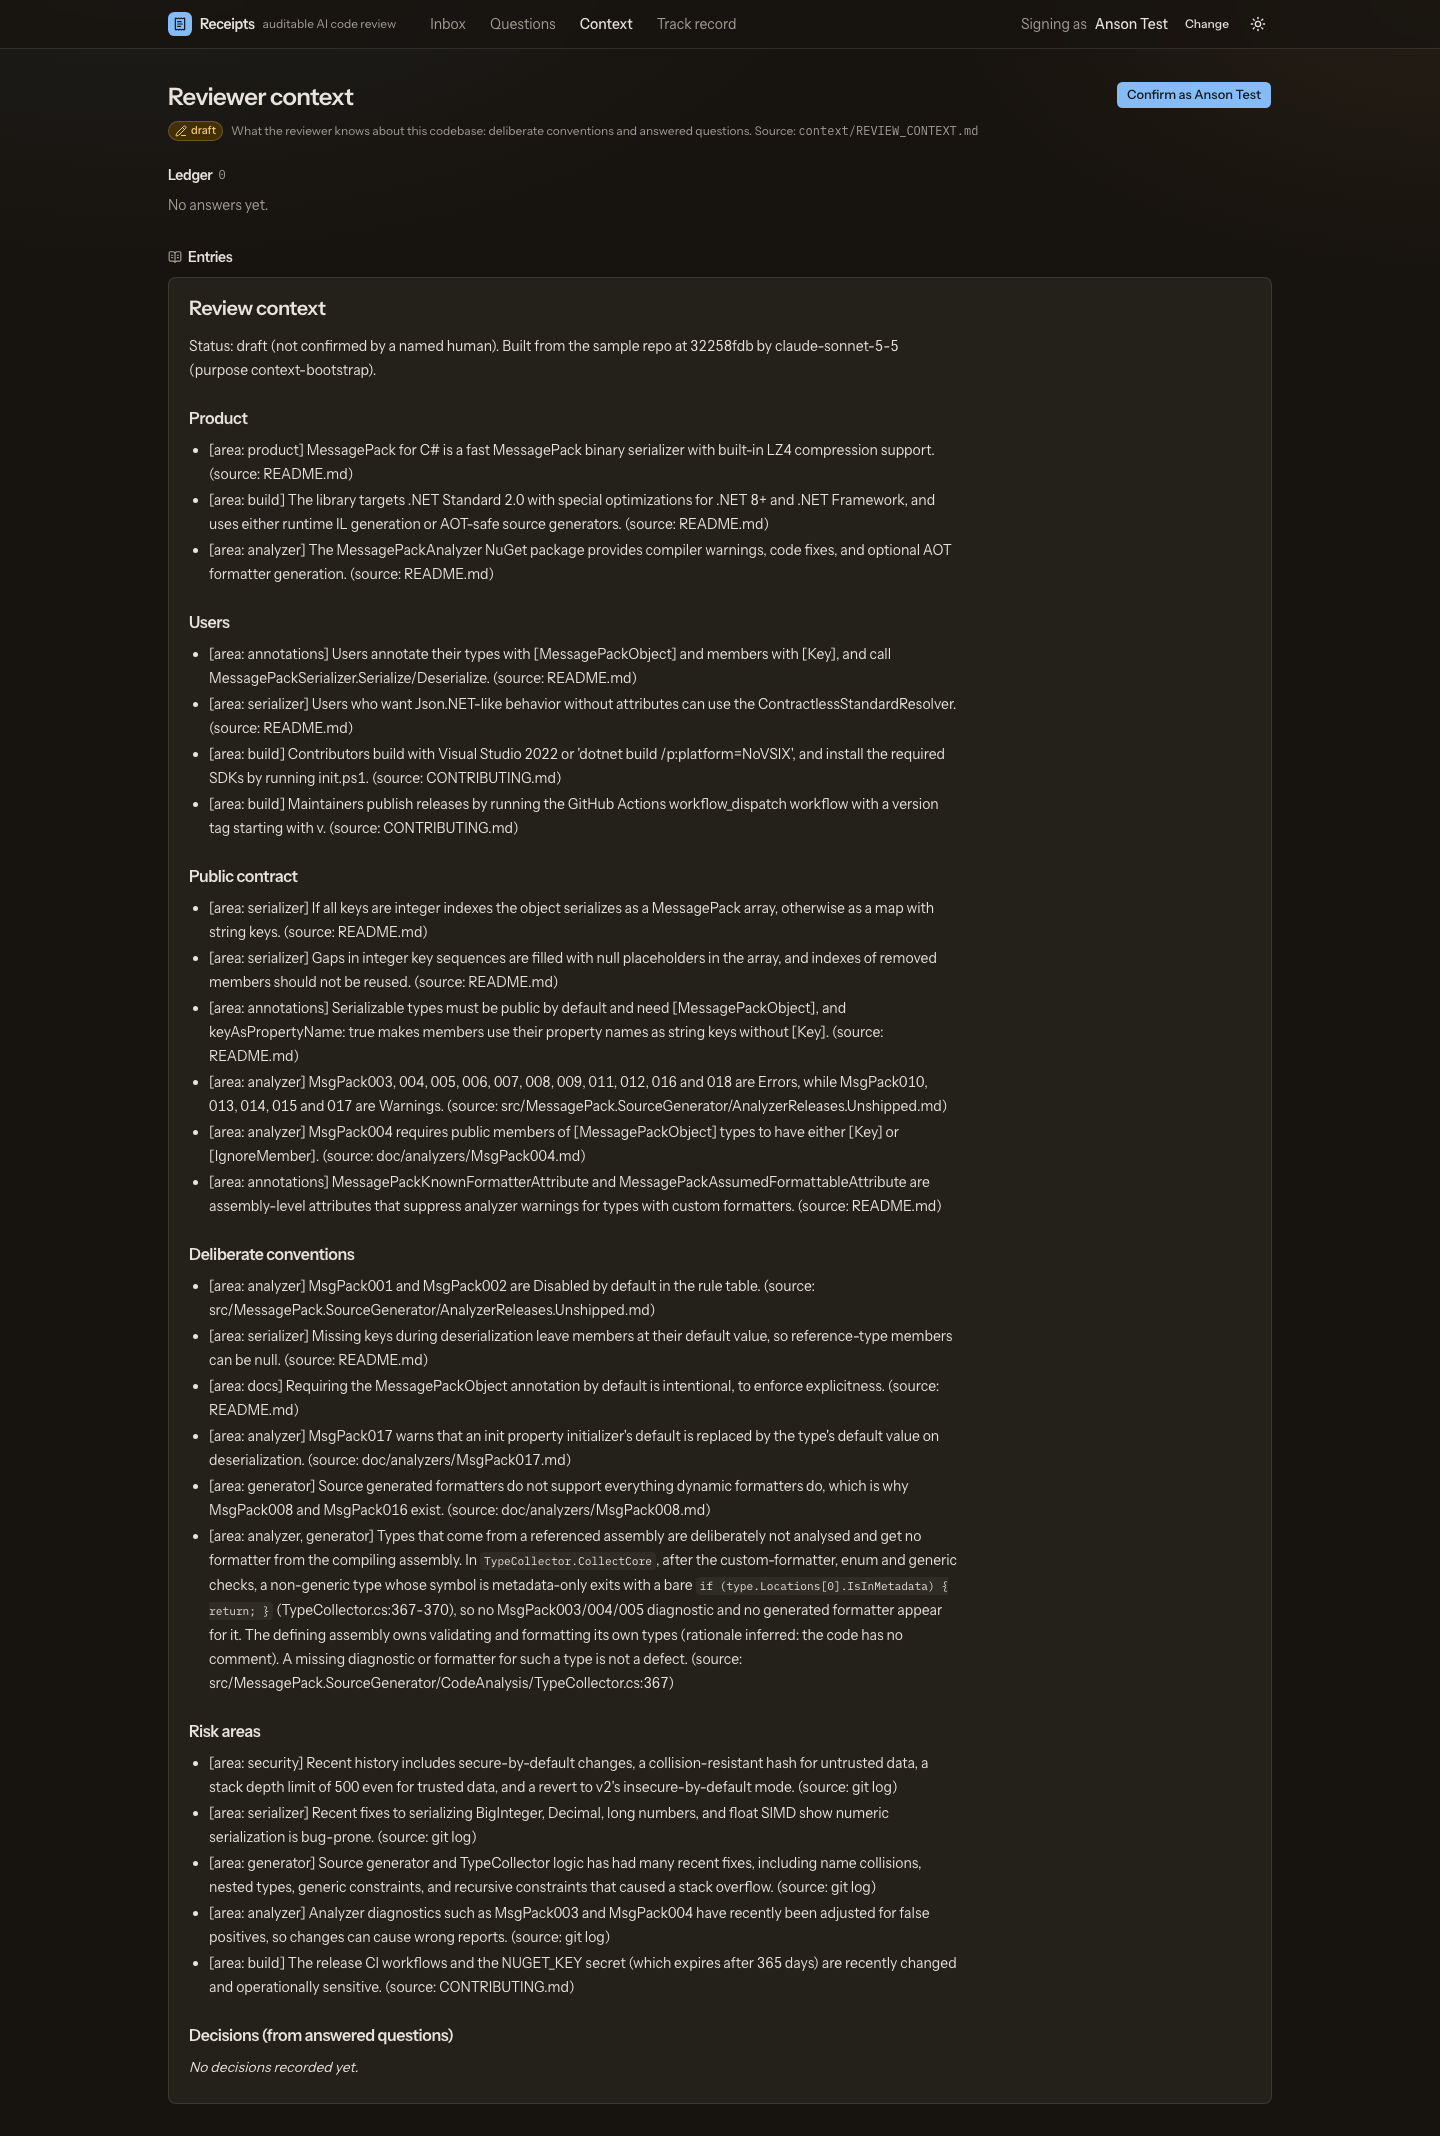 Receipts auditable AI code review Inbox Questions Context Track record Signing as Anson Test Change
Reviewer context
Confirm as Anson Test
draft What the reviewer knows about this codebase: deliberate conventions and answered questions. Source: context/REVIEW_CONTEXT.md
Ledger 0
No answers yet.
Entries
Review context
Status: draft (not confirmed by a named human). Built from the sample repo at 32258fdb by claude-sonnet-5-5
(purpose context-bootstrap).
Product
• [area: product] MessagePack for C# is a fast MessagePack binary serializer with built-in LZ4 compression support.
(source: README.md)
• [area: build] The library targets .NET Standard 2.0 with special optimizations for .NET 8+ and .NET Framework, and
uses either runtime IL generation or AOT-safe source generators. (source: README.md)
• [area: analyzer] The MessagePackAnalyzer NuGet package provides compiler warnings, code fixes, and optional AOT
formatter generation. (source: README.md)
Users
• [area: annotations] Users annotate their types with [MessagePackObject] and members with [Key], and call
MessagePackSerializer.Serialize/Deserialize. (source: README.md)
• [area: serializer] Users who want Json.NET-like behavior without attributes can use the ContractlessStandardResolver.
(source: README.md)
• [area: build] Contributors build with Visual Studio 2022 or 'dotnet build /p:platform=NoVSIX', and install the required
SDKs by running init.ps1. (source: CONTRIBUTING.md)
• [area: build] Maintainers publish releases by running the GitHub Actions workflow_dispatch workflow with a version
tag starting with v. (source: CONTRIBUTING.md)
Public contract
• [area: serializer] If all keys are integer indexes the object serializes as a MessagePack array, otherwise as a map with
string keys. (source: README.md)
• [area: serializer] Gaps in integer key sequences are filled with null placeholders in the array, and indexes of removed
members should not be reused. (source: README.md)
• [area: annotations] Serializable types must be public by default and need [MessagePackObject], and
keyAsPropertyName: true makes members use their property names as string keys without [Key]. (source:
README.md)
• [area: analyzer] MsgPack003, 004, 005, 006, 007, 008, 009, 011, 012, 016 and 018 are Errors, while MsgPack010,
013, 014, 015 and 017 are Warnings. (source: src/MessagePack.SourceGenerator/AnalyzerReleases.Unshipped.md)
• [area: analyzer] MsgPack004 requires public members of [MessagePackObject] types to have either [Key] or
[IgnoreMember]. (source: doc/analyzers/MsgPack004.md)
• [area: annotations] MessagePackKnownFormatterAttribute and MessagePackAssumedFormattableAttribute are
assembly-level attributes that suppress analyzer warnings for types with custom formatters. (source: README.md)
Deliberate conventions
• [area: analyzer] MsgPack001 and MsgPack002 are Disabled by default in the rule table. (source:
src/MessagePack.SourceGenerator/AnalyzerReleases.Unshipped.md)
• [area: serializer] Missing keys during deserialization leave members at their default value, so reference-type members
can be null. (source: README.md)
• [area: docs] Requiring the MessagePackObject annotation by default is intentional, to enforce explicitness. (source:
README.md)
• [area: analyzer] MsgPack017 warns that an init property initializer's default is replaced by the type's default value on
deserialization. (source: doc/analyzers/MsgPack017.md)
• [area: generator] Source generated formatters do not support everything dynamic formatters do, which is why
MsgPack008 and MsgPack016 exist. (source: doc/analyzers/MsgPack008.md)
• [area: analyzer, generator] Types that come from a referenced assembly are deliberately not analysed and get no
formatter from the compiling assembly. In TypeCollector.CollectCore, after the custom-formatter, enum and generic
checks, a non-generic type whose symbol is metadata-only exits with a bare if (type.Locations[0].IsInMetadata) {
return; } (TypeCollector.cs:367-370), so no MsgPack003/004/005 diagnostic and no generated formatter appear
for it. The defining assembly owns validating and formatting its own types (rationale inferred: the code has no
comment). A missing diagnostic or formatter for such a type is not a defect. (source:
src/MessagePack.SourceGenerator/CodeAnalysis/TypeCollector.cs:367)
Risk areas
• [area: security] Recent history includes secure-by-default changes, a collision-resistant hash for untrusted data, a
stack depth limit of 500 even for trusted data, and a revert to v2's insecure-by-default mode. (source: git log)
• [area: serializer] Recent fixes to serializing BigInteger, Decimal, long numbers, and float SIMD show numeric
serialization is bug-prone. (source: git log)
• [area: generator] Source generator and TypeCollector logic has had many recent fixes, including name collisions,
nested types, generic constraints, and recursive constraints that caused a stack overflow. (source: git log)
• [area: analyzer] Analyzer diagnostics such as MsgPack003 and MsgPack004 have recently been adjusted for false
positives, so changes can cause wrong reports. (source: git log)
• [area: build] The release CI workflows and the NUGET_KEY secret (which expires after 365 days) are recently changed
and operationally sensitive. (source: CONTRIBUTING.md)
Decisions (from answered questions)
No decisions recorded yet.